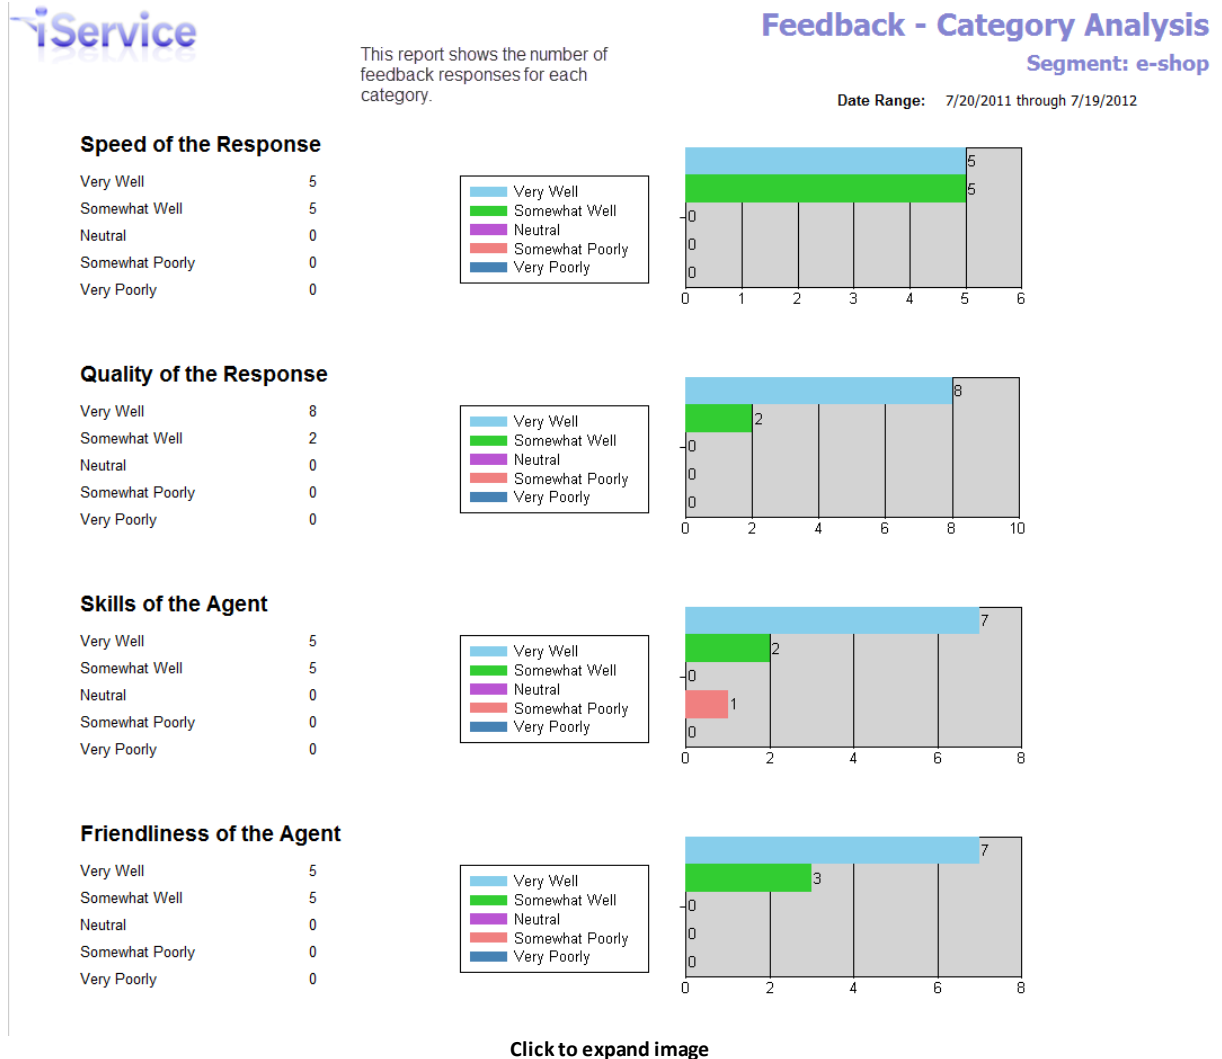 iService
Feedback - Category Analysis
Segment: e-shop
This report shows the number of
feedback responses for each
category.
Date Range: 7/20/2011 through 7/19/2012
Speed of the Response
Very Well 5
Somewhat Well 5
Neutral 0
Somewhat Poorly 0
Very Poorly 0
Very Well
Somewhat Well
Neutral
Somewhat Poorly
Very Poorly
5
5
0
0
0
0 1 2 3 4 5 6
Quality of the Response
Very Well 8
Somewhat Well 2
Neutral 0
Somewhat Poorly 0
Very Poorly 0
Very Well
Somewhat Well
Neutral
Somewhat Poorly
Very Poorly
8
2
0
0
0
0 2 4 6 8 10
Skills of the Agent
Very Well 5
Somewhat Well 5
Neutral 0
Somewhat Poorly 0
Very Poorly 0
Very Well
Somewhat Well
Neutral
Somewhat Poorly
Very Poorly
7
2
0
1
0
0 2 4 6 8
Friendliness of the Agent
Very Well 5
Somewhat Well 5
Neutral 0
Somewhat Poorly 0
Very Poorly 0
Very Well
Somewhat Well
Neutral
Somewhat Poorly
Very Poorly
7
3
0
0
0
0 2 4 6 8
Click to expand image